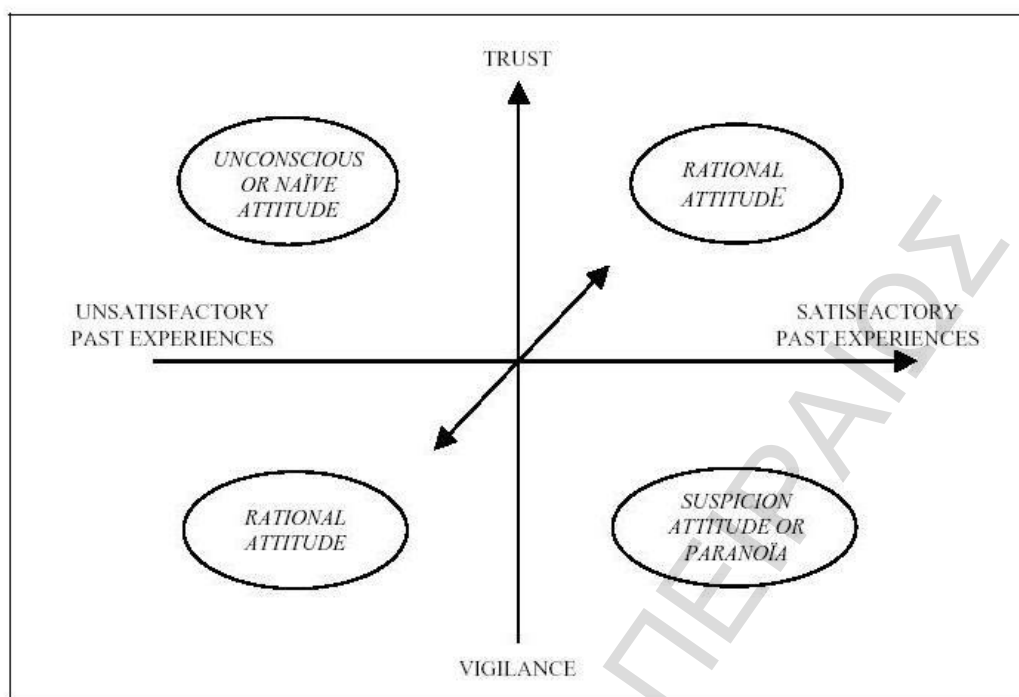 TRUST
UNCONSCIOUS
OR NAÏVE
ATTITUDE
RATIONAL
ATTITUDE
UNSATISFACTORY
PAST EXPERIENCES
SATISFACTORY
PAST EXPERIENCES
RATIONAL
ATTITUDE
SUSPICION
ATTITUDE OR
PARANOÏA
VIGILANCE
ΠΕΙΡΑΙΩΣ